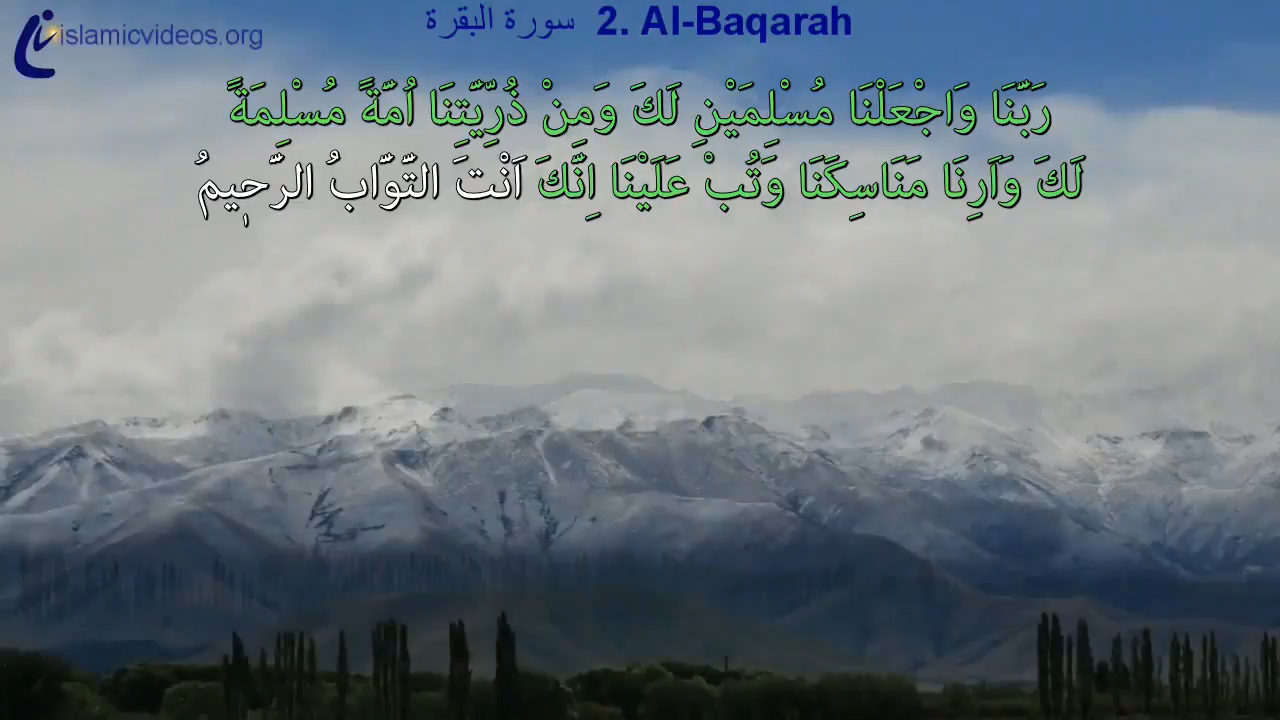 islamicvideos.org
سورة البقرة 2. Al-Baqarah
رَبَّنَا وَاجْعَلْنَا مُسْلِمَيْنِ لَكَ وَمِنْ ذُرِّيَّتِنَا اُمَّةً مُسْلِمَةً
لَكَ وَاَرِنَا مَنَاسِكَنَا وَتُبْ عَلَيْنَا اِنَّكَ اَنْتَ التَّوَّابُ الرَّحٖيمُ